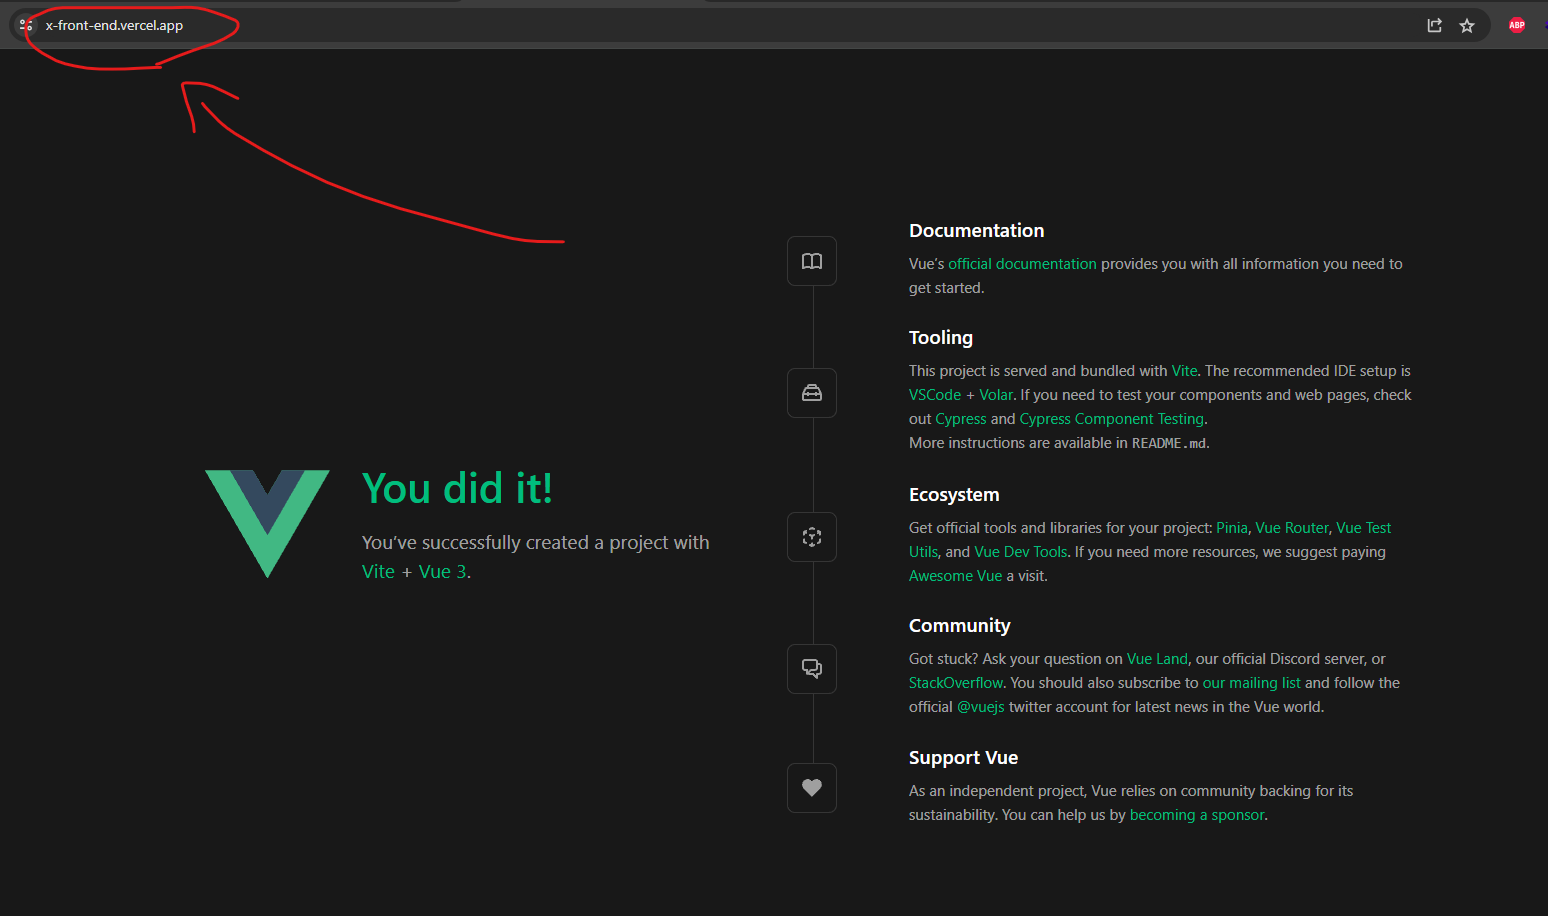 x-front-end.vercel.app
ABP
Documentation
Vue’s official documentation provides you with all information you need to
get started.
Tooling
This project is served and bundled with Vite. The recommended IDE setup is
VSCode + Volar. If you need to test your components and web pages, check
out Cypress and Cypress Component Testing.
More instructions are available in README.md.
You did it!
You’ve successfully created a project with
Vite + Vue 3.
Ecosystem
Get official tools and libraries for your project: Pinia, Vue Router, Vue Test
Utils, and Vue Dev Tools. If you need more resources, we suggest paying
Awesome Vue a visit.
Community
Got stuck? Ask your question on Vue Land, our official Discord server, or
StackOverflow. You should also subscribe to our mailing list and follow the
official @vuejs twitter account for latest news in the Vue world.
Support Vue
As an independent project, Vue relies on community backing for its
sustainability. You can help us by becoming a sponsor.